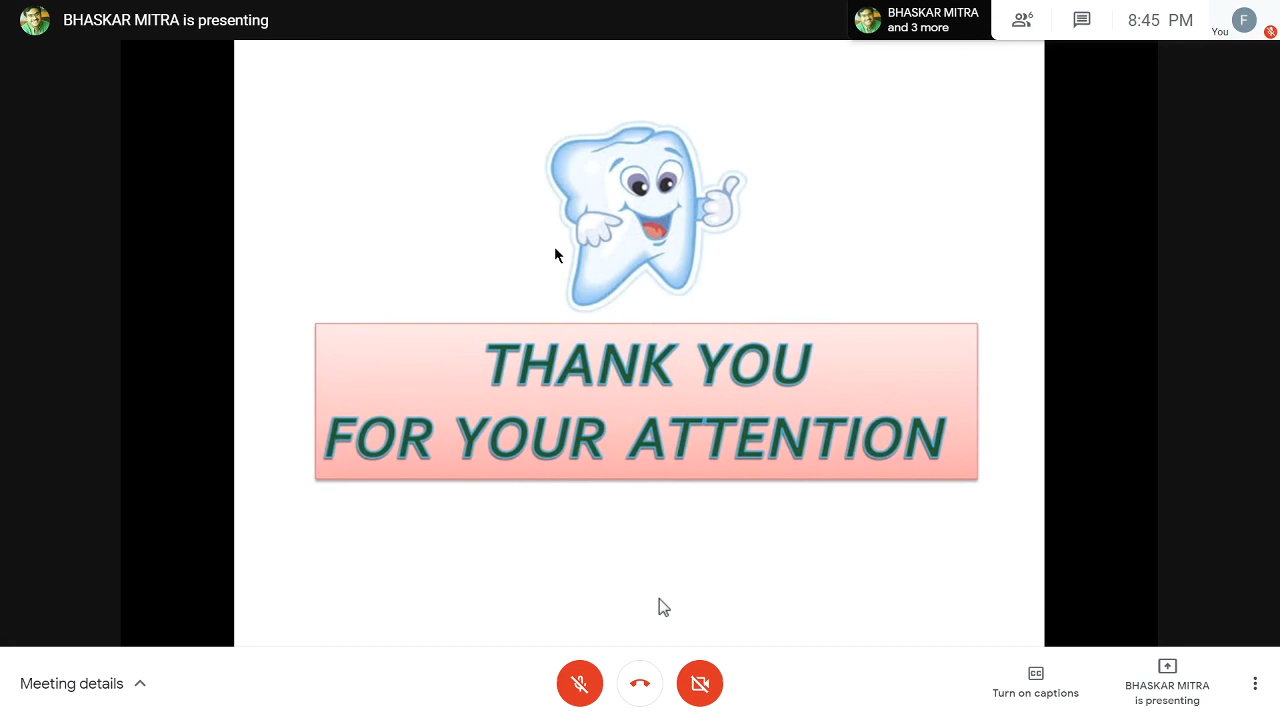 BHASKAR MITRA is presenting
BHASKAR MITRA
and 3 more
6
8:45 PM
You
F
THANK YOU
FOR YOUR ATTENTION
Meeting details
CC
Turn on captions
BHASKAR MITRA
is presenting